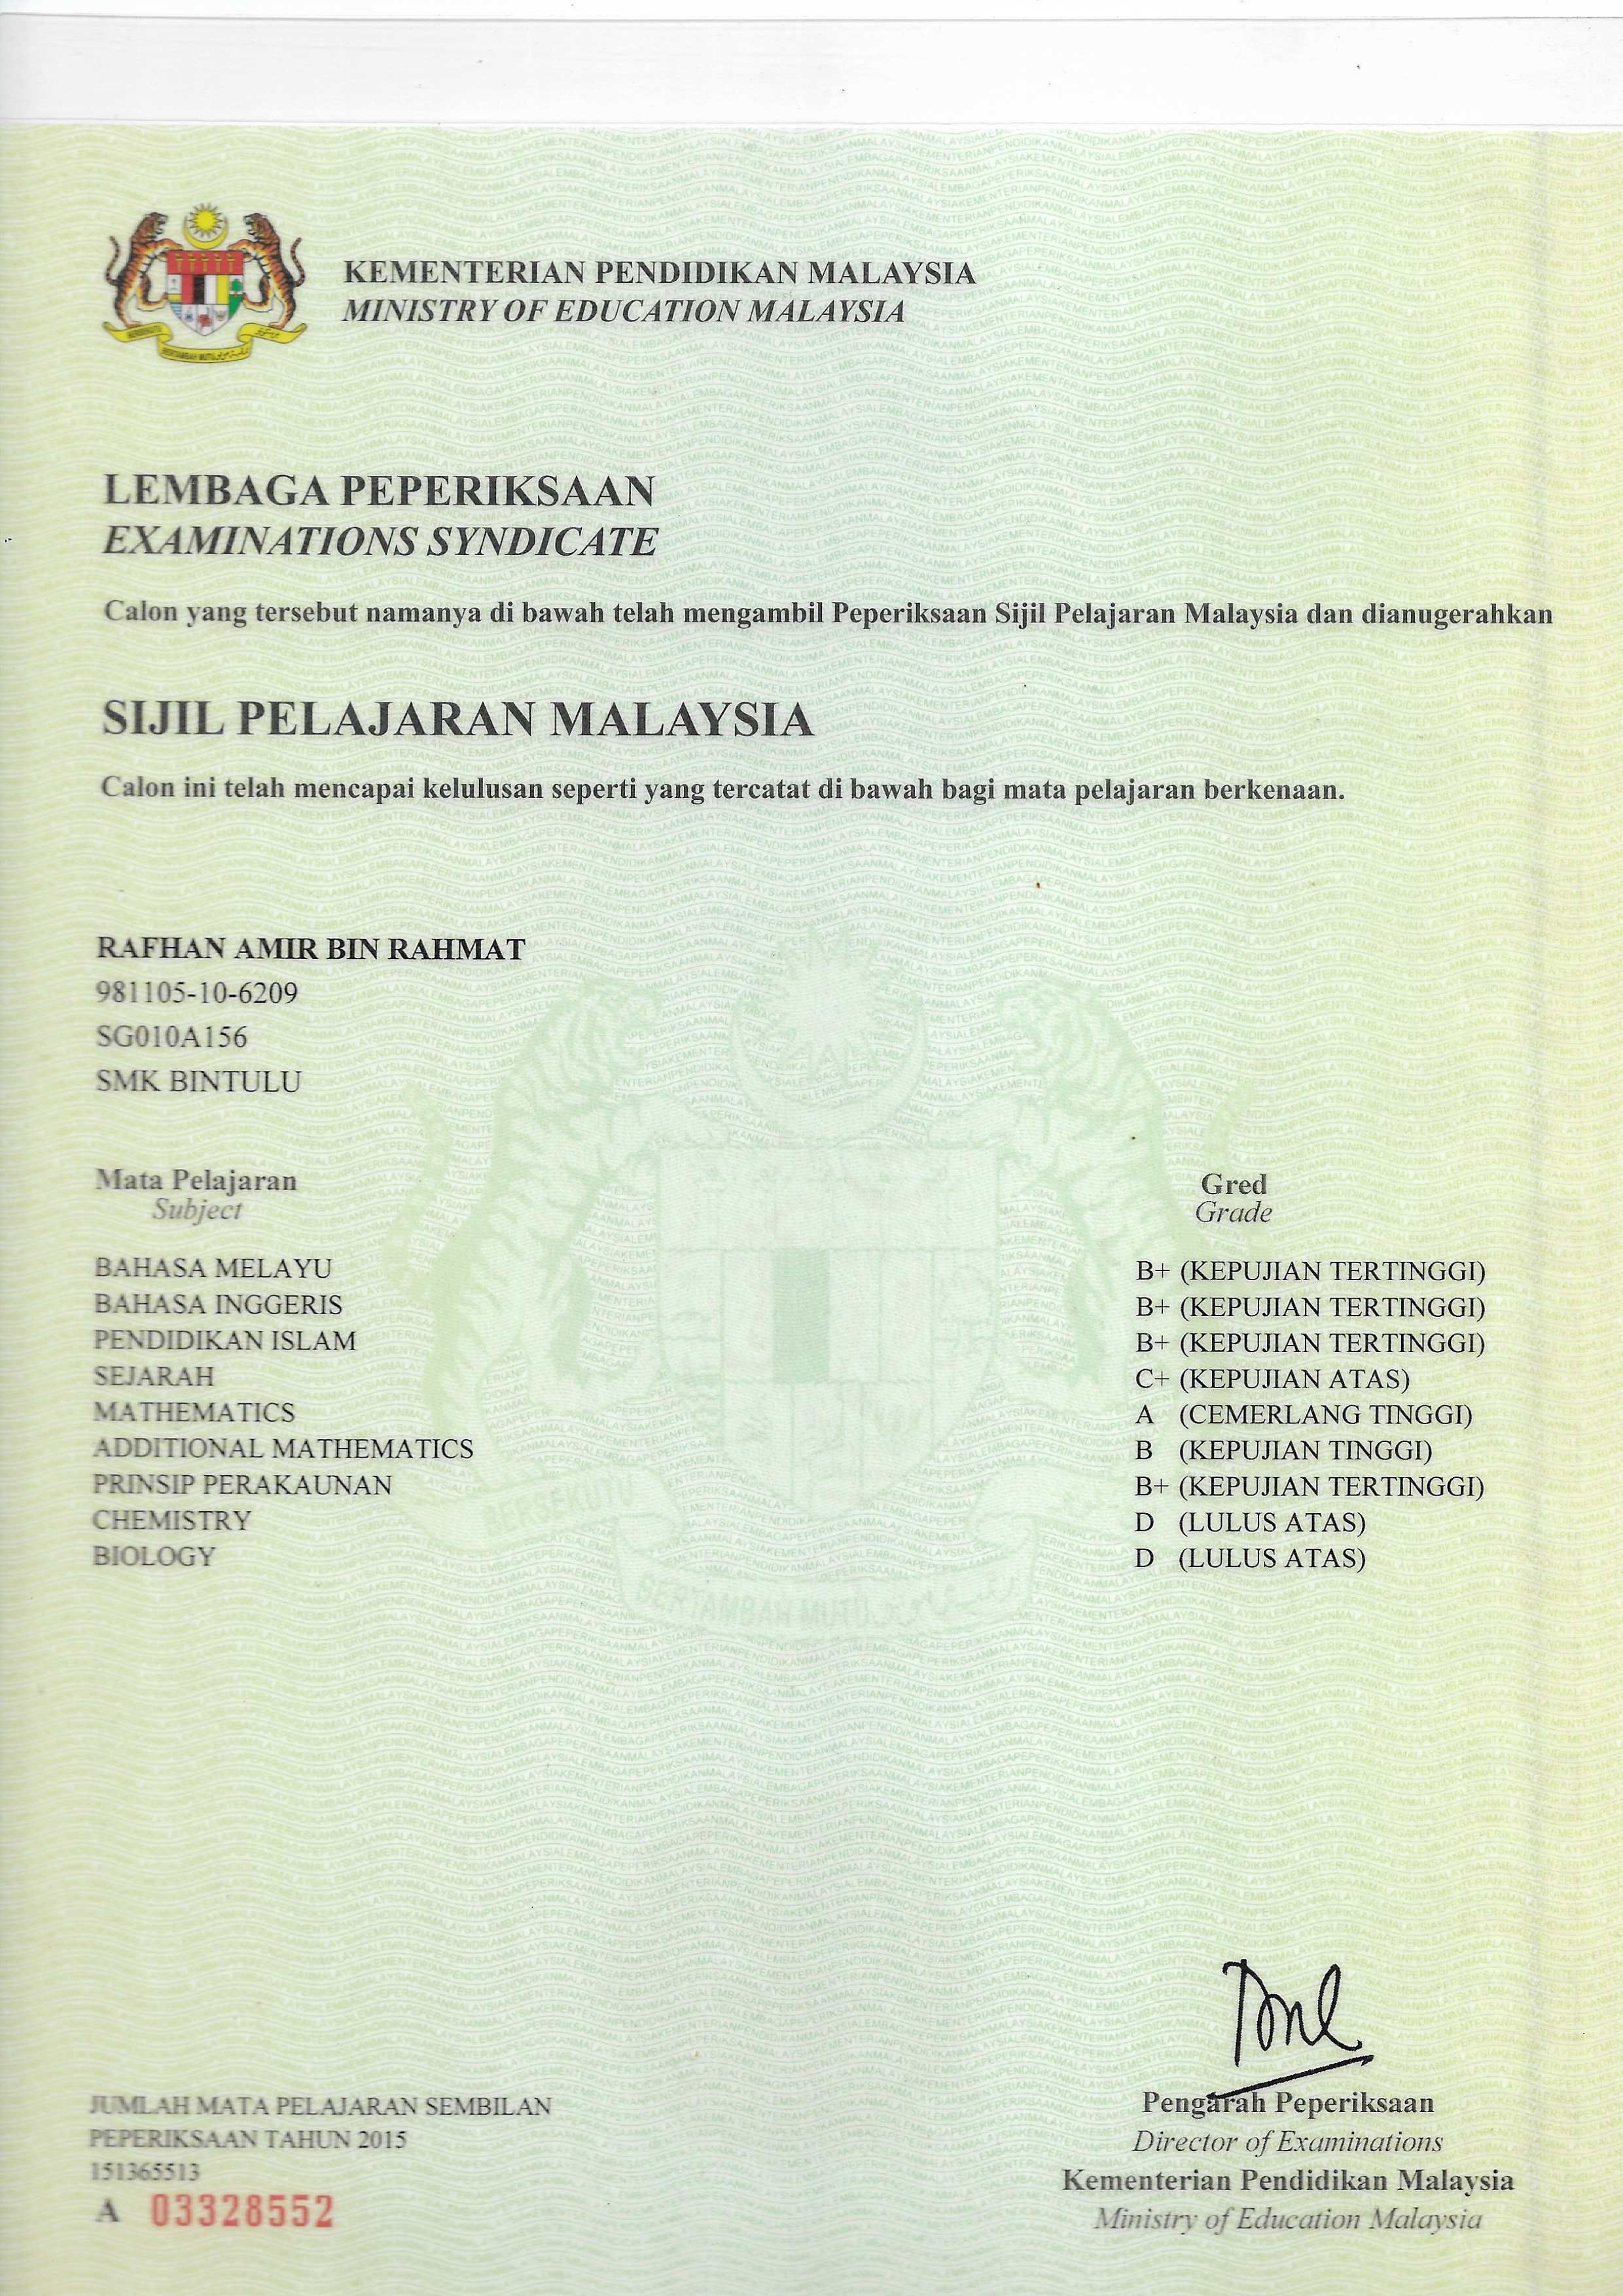 KEMENTERIAN PENDIDIKAN MALAYSIA
MINISTRY OF EDUCATION MALAYSIA
LEMBAGA PEPERIKSAAN
EXAMINATIONS SYNDICATE
Calon yang tersebut namanya di bawah telah mengambil Peperiksaan Sijil Pelajaran Malaysia dan dianugerahkan
SIJIL PELAJARAN MALAYSIA
Calon ini telah mencapai kelulusan seperti yang tercatat di bawah bagi mata pelajaran berkenaan.
RAFHAN AMIR BIN RAHMAT
981105-10-6209
SG010A156
SMK BINTULU
Mata Pelajaran Gred
Subject Grade
BAHASA MELAYU B+ (KEPUJIAN TERTINGGI)
BAHASA INGGERIS B+ (KEPUJIAN TERTINGGI)
PENDIDIKAN ISLAM B+ (KEPUJIAN TERTINGGI)
SEJARAH C+ (KEPUJIAN ATAS)
MATHEMATICS A (CEMERLANG TINGGI)
ADDITIONAL MATHEMATICS B (KEPUJIAN TINGGI)
PRINSIP PERAKAUNAN B+ (KEPUJIAN TERTINGGI)
CHEMISTRY D (LULUS ATAS)
BIOLOGY D (LULUS ATAS)
BERTAMBAH MUTU
JUMLAH MATA PELAJARAN SEMBILAN
PEPERIKSAAN TAHUN 2015
151365513
A 03328552
Pengarah Peperiksaan
Director of Examinations
Kementerian Pendidikan Malaysia
Ministry of Education Malaysia